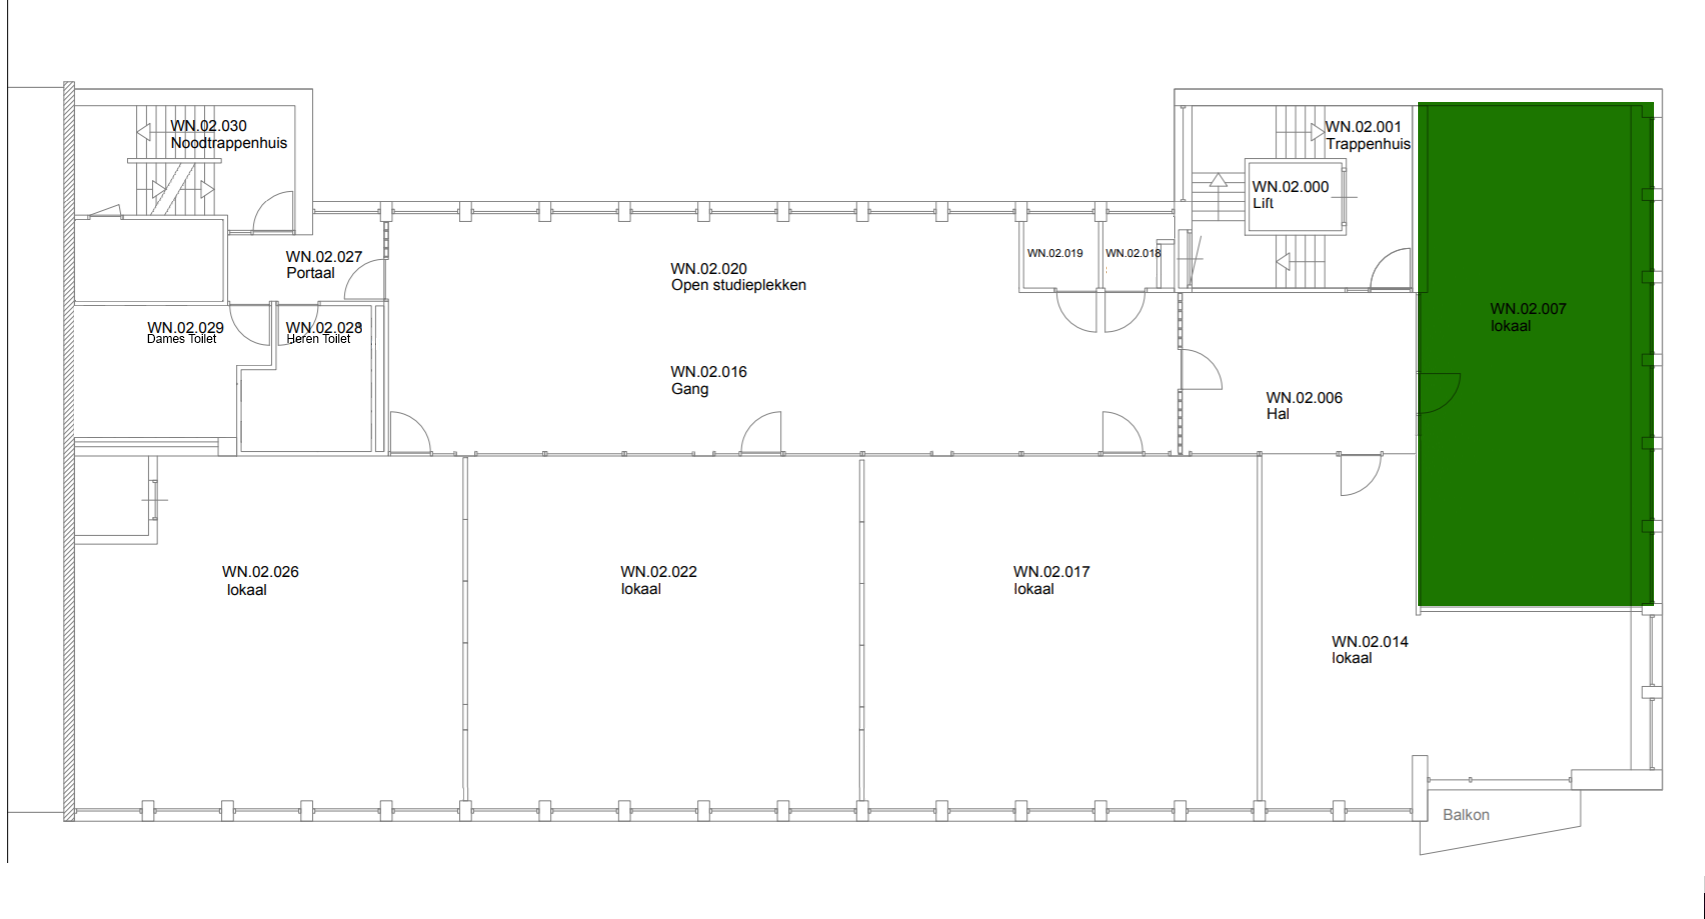 WN.02.030
Noodtrappenhuis
WN.02.001
Trappenhuis
WN.02.000
Lift
WN.02.027
Portaal
WN.02.020
Open studieplekken
WN.02.019
WN.02.018
WN.02.007
lokaal
WN.02.029
Dames Toilet
WN.02.028
Heren Toilet
WN.02.016
Gang
WN.02.006
Hal
WN.02.026
lokaal
WN.02.022
lokaal
WN.02.017
lokaal
WN.02.014
lokaal
Balkon